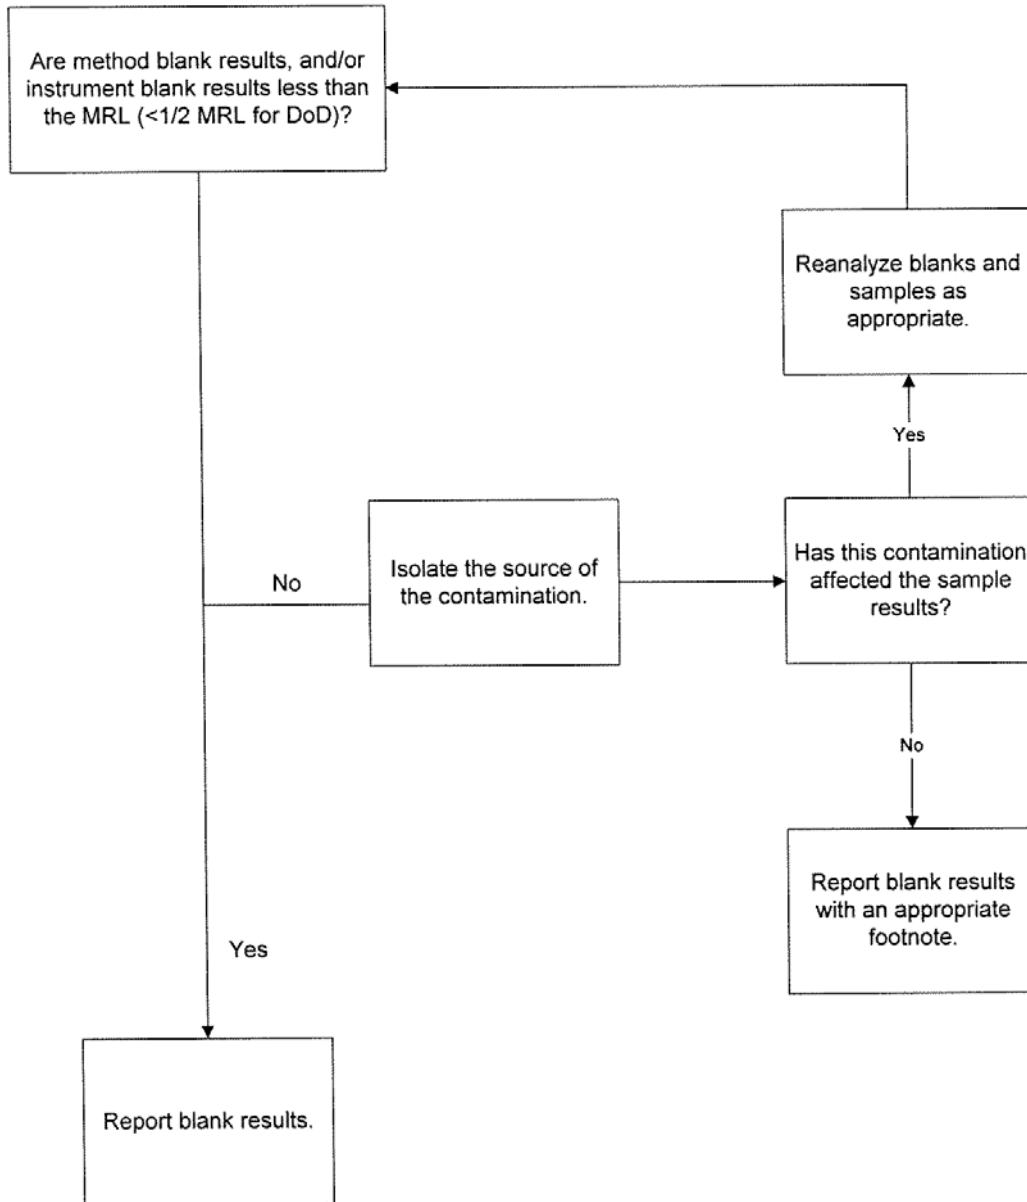 Are method blank results, and/or
instrument blank results less than
the MRL (<1/2 MRL for DoD)?
Reanalyze blanks and
samples as
appropriate.
Yes
No
Isolate the source of
the contamination.
Has this contamination
affected the sample
results?
No
Report blank results
with an appropriate
footnote.
Yes
Report blank results.